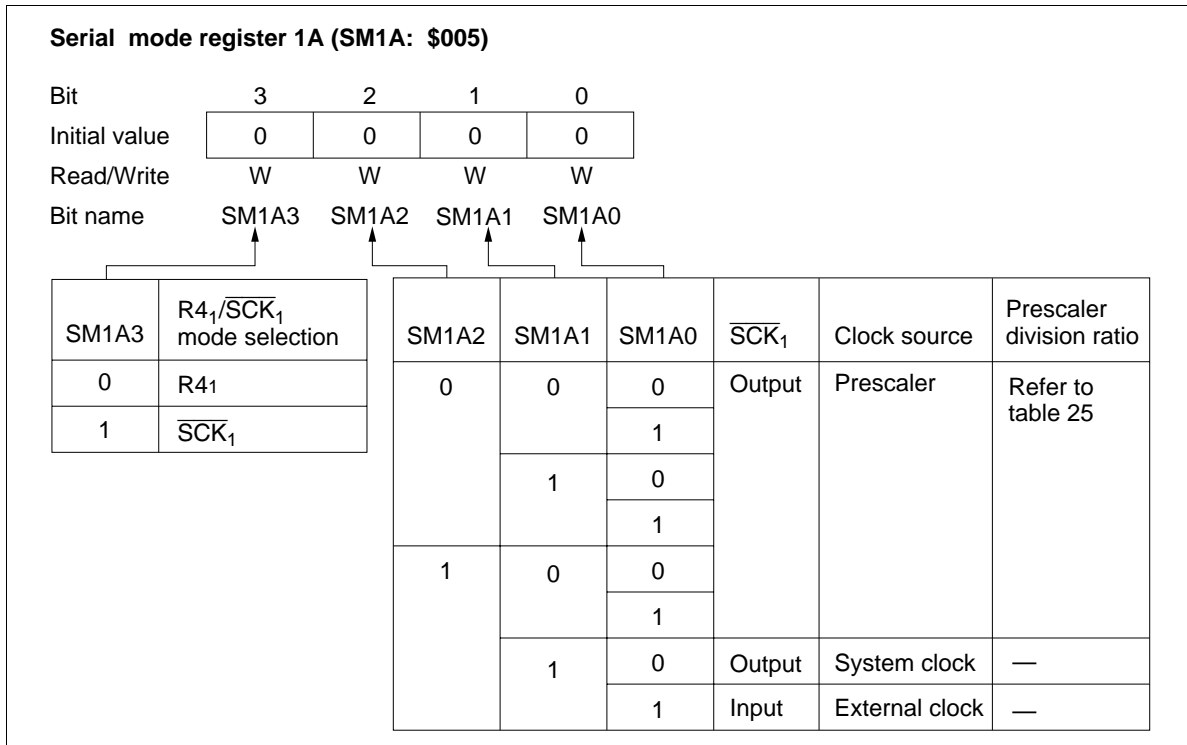 Serial mode register 1A (SM1A: $005)
Bit 3 2 1 0
Initial value 0 0 0 0
Read/Write W W W W
Bit name SM1A3 SM1A2 SM1A1 SM1A0
SM1A3 R4₁/S̅C̅K̅₁ mode selection
0 R41
1 S̅C̅K̅₁
SM1A2 SM1A1 SM1A0 S̅C̅K̅₁ Clock source Prescaler division ratio
0 0 0 Output Prescaler Refer to table 25
1
1 0
1
1 0 0
1
1 0 Output System clock —
1 Input External clock —